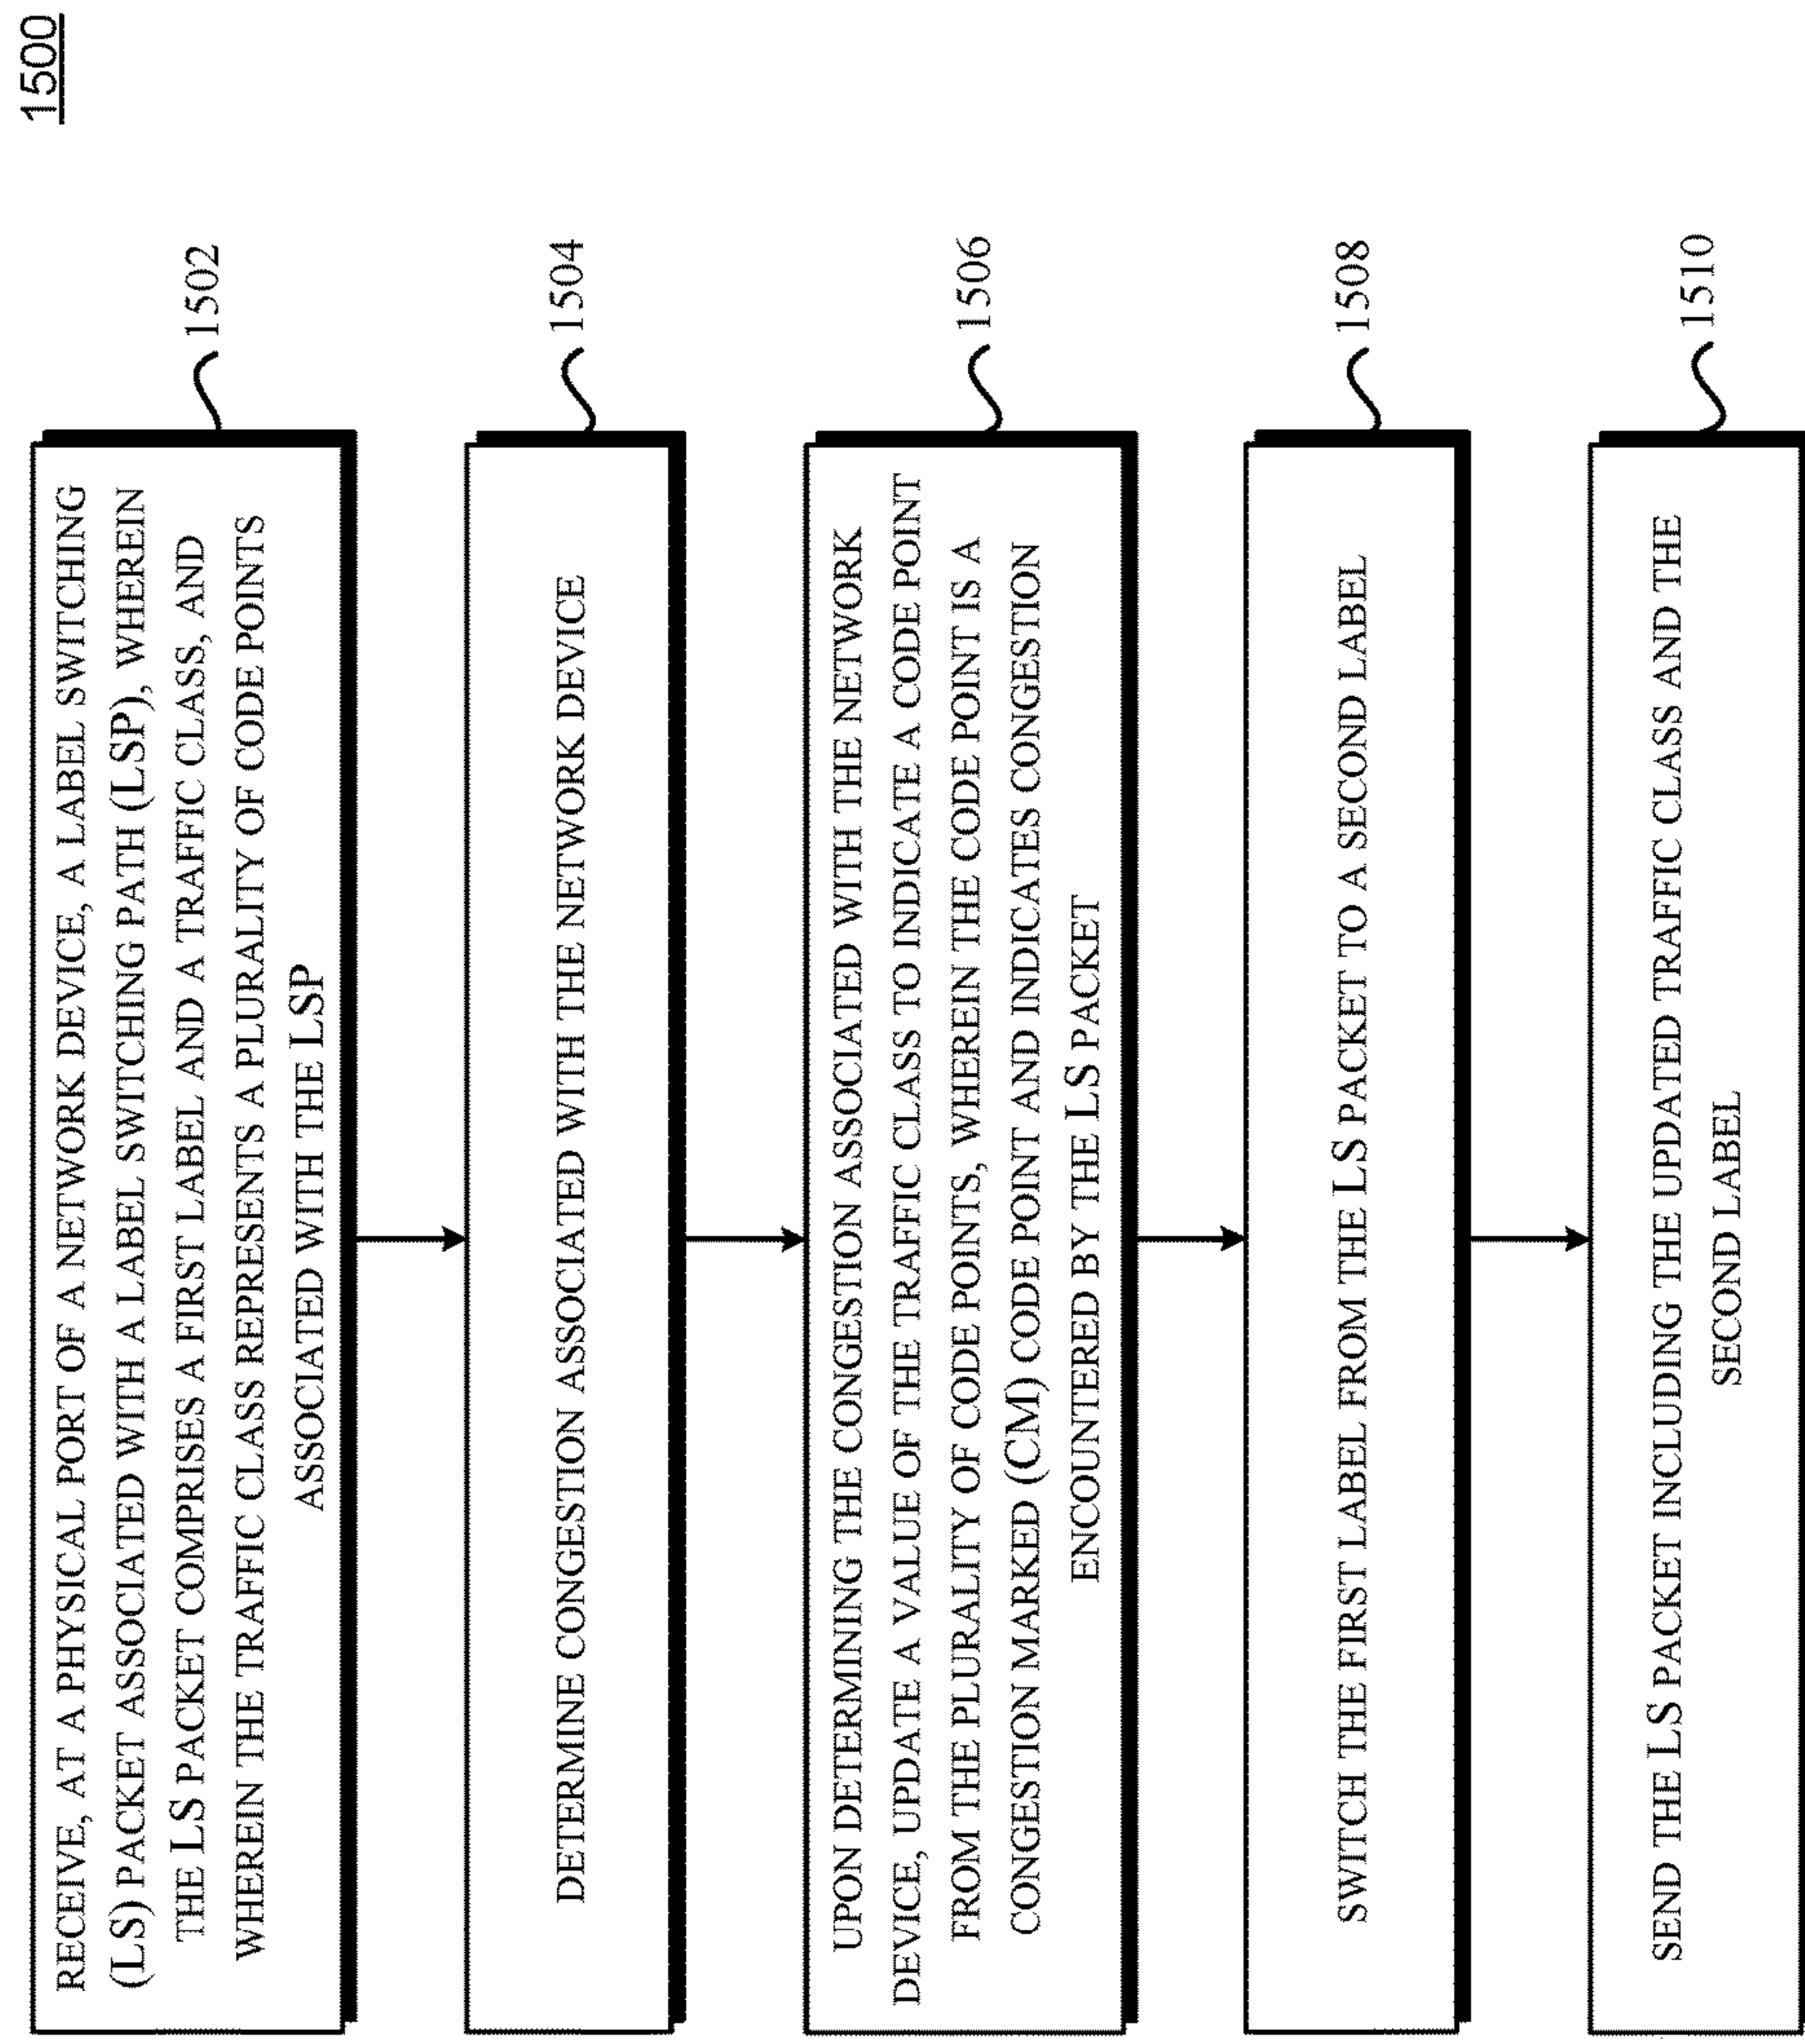 1500
RECEIVE, AT A PHYSICAL PORT OF A NETWORK DEVICE, A LABEL SWITCHING
(LS) PACKET ASSOCIATED WITH A LABEL SWITCHING PATH (LSP), WHEREIN
THE LS PACKET COMPRISES A FIRST LABEL AND A TRAFFIC CLASS, AND
WHEREIN THE TRAFFIC CLASS REPRESENTS A PLURALITY OF CODE POINTS
ASSOCIATED WITH THE LSP
1502
DETERMINE CONGESTION ASSOCIATED WITH THE NETWORK DEVICE
1504
UPON DETERMINING THE CONGESTION ASSOCIATED WITH THE NETWORK
DEVICE, UPDATE A VALUE OF THE TRAFFIC CLASS TO INDICATE A CODE POINT
FROM THE PLURALITY OF CODE POINTS, WHEREIN THE CODE POINT IS A
CONGESTION MARKED (CM) CODE POINT AND INDICATES CONGESTION
ENCOUNTERED BY THE LS PACKET
1506
SWITCH THE FIRST LABEL FROM THE LS PACKET TO A SECOND LABEL
1508
SEND THE LS PACKET INCLUDING THE UPDATED TRAFFIC CLASS AND THE
SECOND LABEL
1510